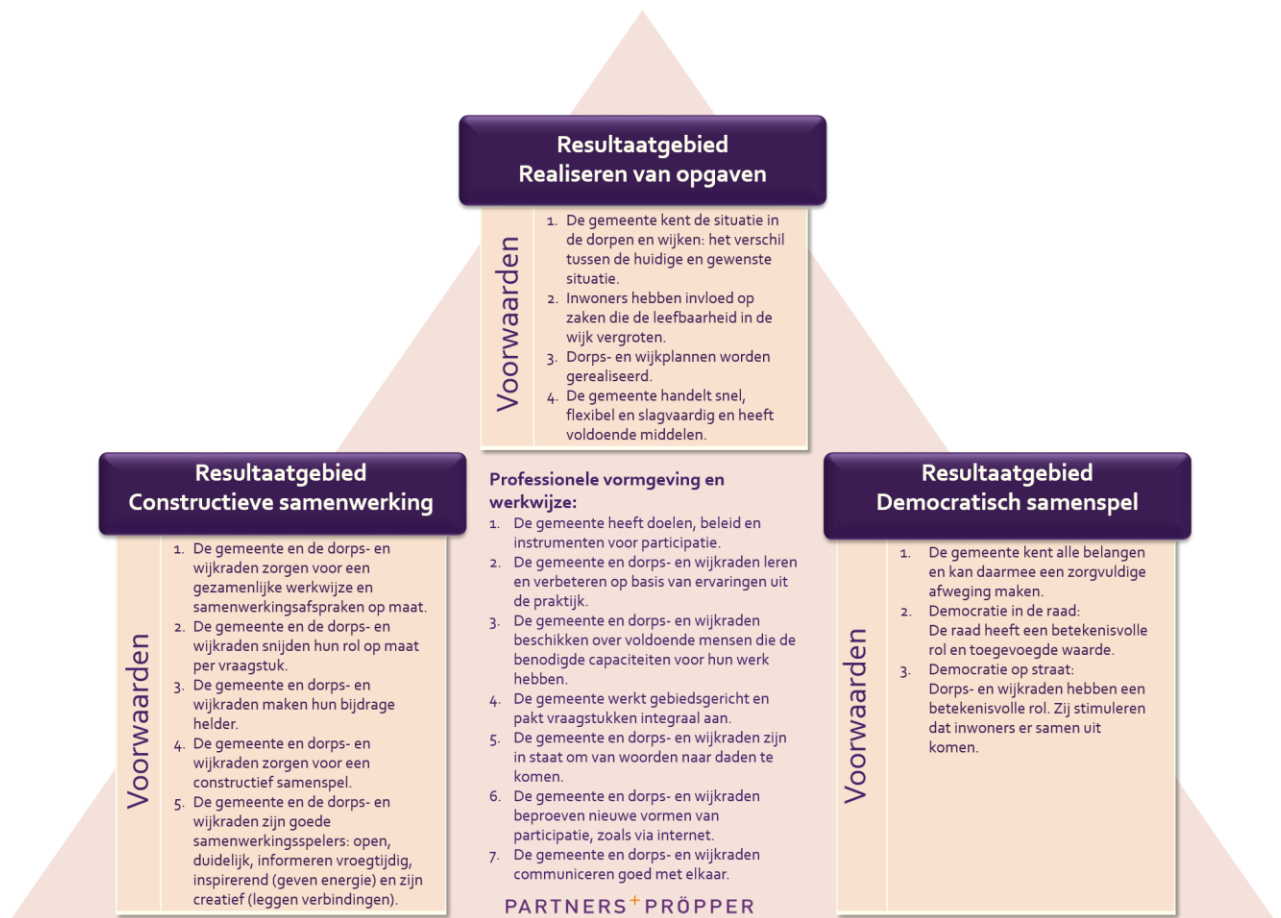 Resultaatgebied
Realiseren van opgaven
Voorwaarden
1. De gemeente kent de situatie in
de dorpen en wijken: het verschil
tussen de huidige en gewenste
situatie.
2. Inwoners hebben invloed op
zaken die de leefbaarheid in de
wijk vergroten.
3. Dorps- en wijkplannen worden
gerealiseerd.
4. De gemeente handelt snel,
flexibel en slagvaardig en heeft
voldoende middelen.
Resultaatgebied
Constructieve samenwerking
Voorwaarden
1. De gemeente en de dorps- en
wijkraden zorgen voor een
gezamenlijke werkwijze en
samenwerkingsafspraken op maat.
2. De gemeente en de dorps- en
wijkraden snijden hun rol op maat
per vraagstuk.
3. De gemeente en dorps- en
wijkraden maken hun bijdrage
helder.
4. De gemeente en dorps- en
wijkraden zorgen voor een
constructief samenspel.
5. De gemeente en de dorps- en
wijkraden zijn goede
samenwerkingsspelers: open,
duidelijk, informeren vroegtijdig,
inspirerend (geven energie) en zijn
creatief (leggen verbindingen).
Professionele vormgeving en
werkwijze:
1. De gemeente heeft doelen, beleid en
instrumenten voor participatie.
2. De gemeente en dorps- en wijkraden leren
en verbeteren op basis van ervaringen uit
de praktijk.
3. De gemeente en dorps- en wijkraden
beschikken over voldoende mensen die de
benodigde capaciteiten voor hun werk
hebben.
4. De gemeente werkt gebiedsgericht en
pakt vraagstukken integraal aan.
5. De gemeente en dorps- en wijkraden zijn
in staat om van woorden naar daden te
komen.
6. De gemeente en dorps- en wijkraden
beproeven nieuwe vormen van
participatie, zoals via internet.
7. De gemeente en dorps- en wijkraden
communiceren goed met elkaar.
PARTNERS+PRÖPPER
Resultaatgebied
Democratisch samenspel
Voorwaarden
1. De gemeente kent alle belangen
en kan daarmee een zorgvuldige
afweging maken.
2. Democratie in de raad:
De raad heeft een betekenisvolle
rol en toegevoegde waarde.
3. Democratie op straat:
Dorps- en wijkraden hebben een
betekenisvolle rol. Zij stimuleren
dat inwoners er samen uit
komen.